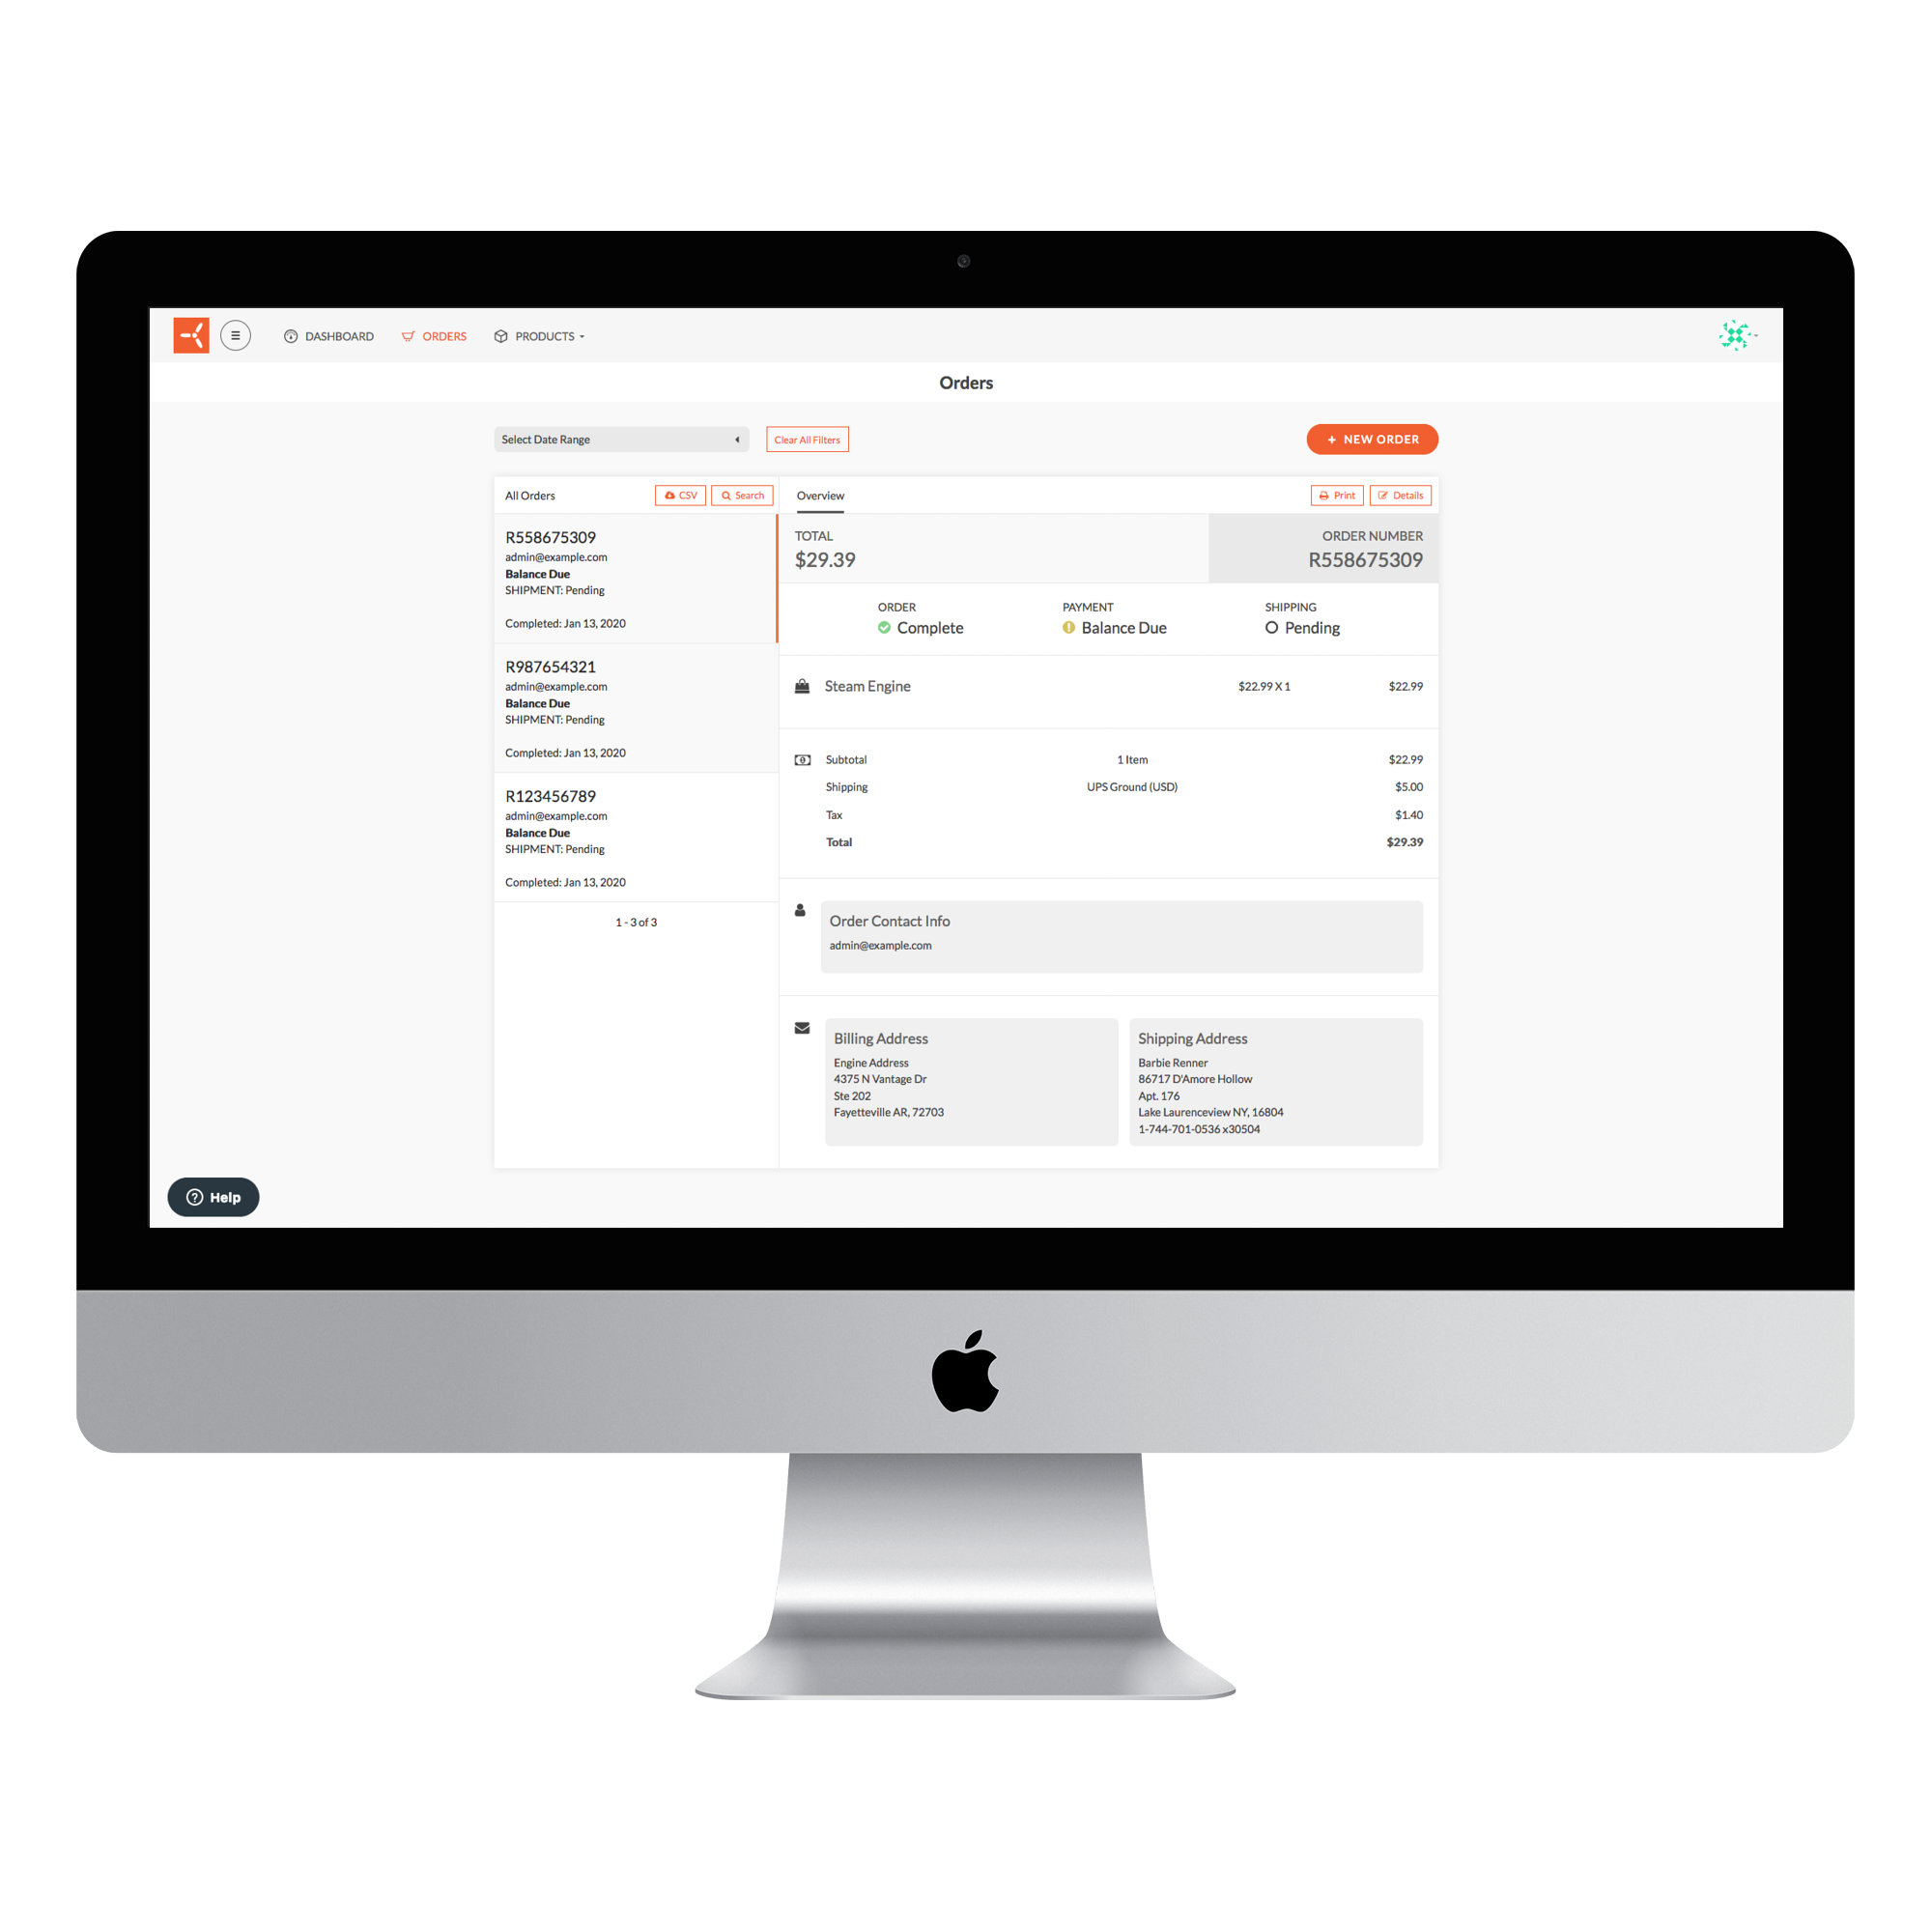 DASHBOARD ORDERS PRODUCTS
Orders
Select Date Range Clear All Filters + NEW ORDER
All Orders CSV Search
R558675309
admin@example.com
Balance Due
SHIPMENT: Pending
Completed: Jan 13, 2020
R987654321
admin@example.com
Balance Due
SHIPMENT: Pending
Completed: Jan 13, 2020
R123456789
admin@example.com
Balance Due
SHIPMENT: Pending
Completed: Jan 13, 2020
1 - 3 of 3
Overview Print Details
TOTAL
$29.39
ORDER NUMBER
R558675309
ORDER
Complete
PAYMENT
Balance Due
SHIPPING
Pending
Steam Engine $22.99 X 1 $22.99
Subtotal 1 Item $22.99
Shipping UPS Ground (USD) $5.00
Tax $1.40
Total $29.39
Order Contact Info
admin@example.com
Billing Address
Engine Address
4375 N Vantage Dr
Ste 202
Fayetteville AR, 72703
Shipping Address
Barbie Renner
86717 D'Amore Hollow
Apt. 176
Lake Laurenceview NY, 16804
1-744-701-0536 x30504
? Help